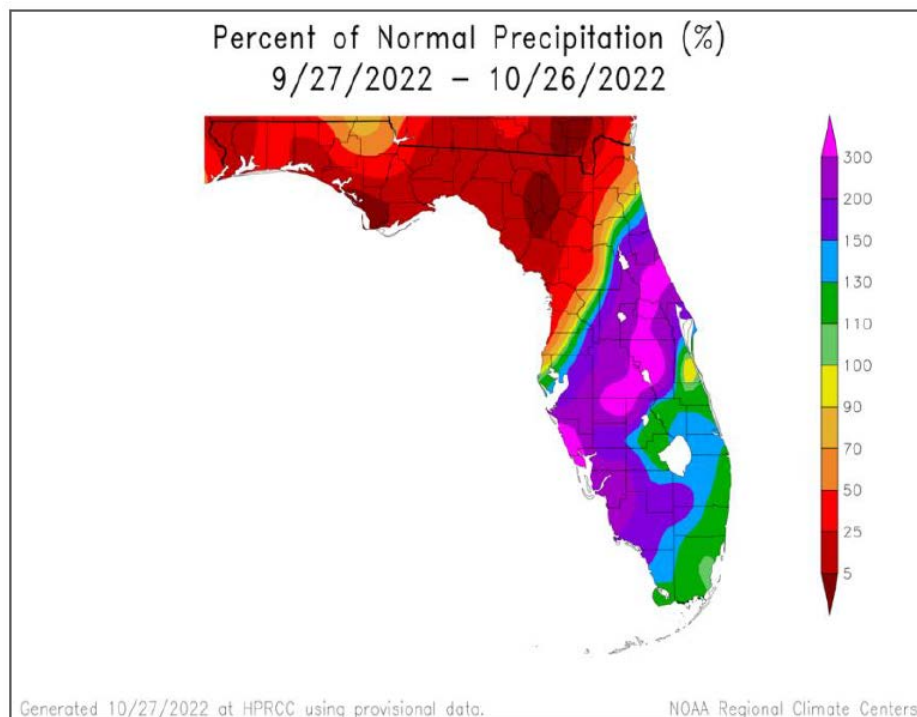 Percent of Normal Precipitation (%)
9/27/2022 – 10/26/2022
300
200
150
130
110
100
90
70
50
25
5
Generated 10/27/2022 at HPRCC using provisional data.
NOAA Regional Climate Centers